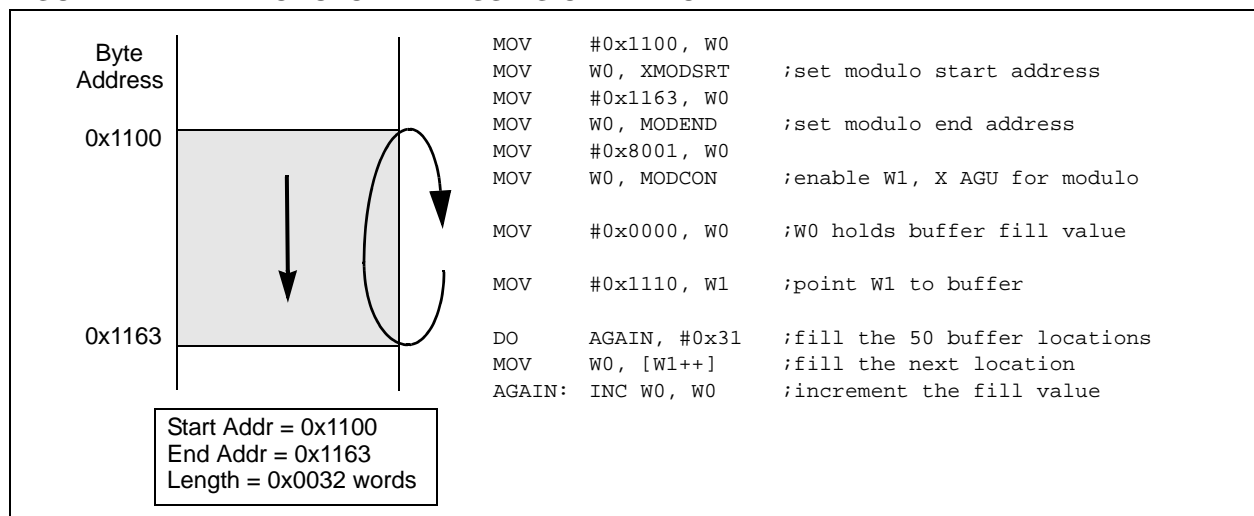 Byte
Address
0x1100
0x1163
Start Addr = 0x1100
End Addr = 0x1163
Length = 0x0032 words
MOV #0x1100, W0
MOV W0, XMODSRT ;set modulo start address
MOV #0x1163, W0
MOV W0, MODEND ;set modulo end address
MOV #0x8001, W0
MOV W0, MODCON ;enable W1, X AGU for modulo
MOV #0x0000, W0 ;W0 holds buffer fill value
MOV #0x1110, W1 ;point W1 to buffer
DO AGAIN, #0x31 ;fill the 50 buffer locations
MOV W0, [W1++] ;fill the next location
AGAIN: INC W0, W0 ;increment the fill value